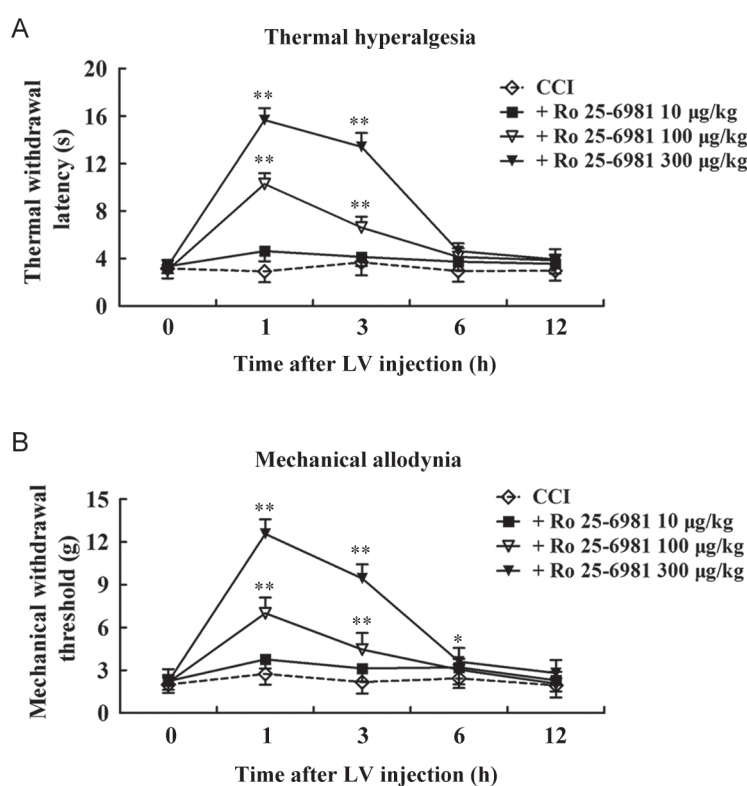 A
Thermal hyperalgesia
Thermal withdrawal
latency (s)
20
16
12
8
4
0
** **
**
**
CCI
+ Ro 25-6981 10 µg/kg
+ Ro 25-6981 100 µg/kg
+ Ro 25-6981 300 µg/kg
0 1 3 6 12
Time after LV injection (h)
B
Mechanical allodynia
Mechanical withdrawal
threshold (g)
15
12
9
6
3
0
**
**
**
**
*
CCI
+ Ro 25-6981 10 µg/kg
+ Ro 25-6981 100 µg/kg
+ Ro 25-6981 300 µg/kg
0 1 3 6 12
Time after LV injection (h)